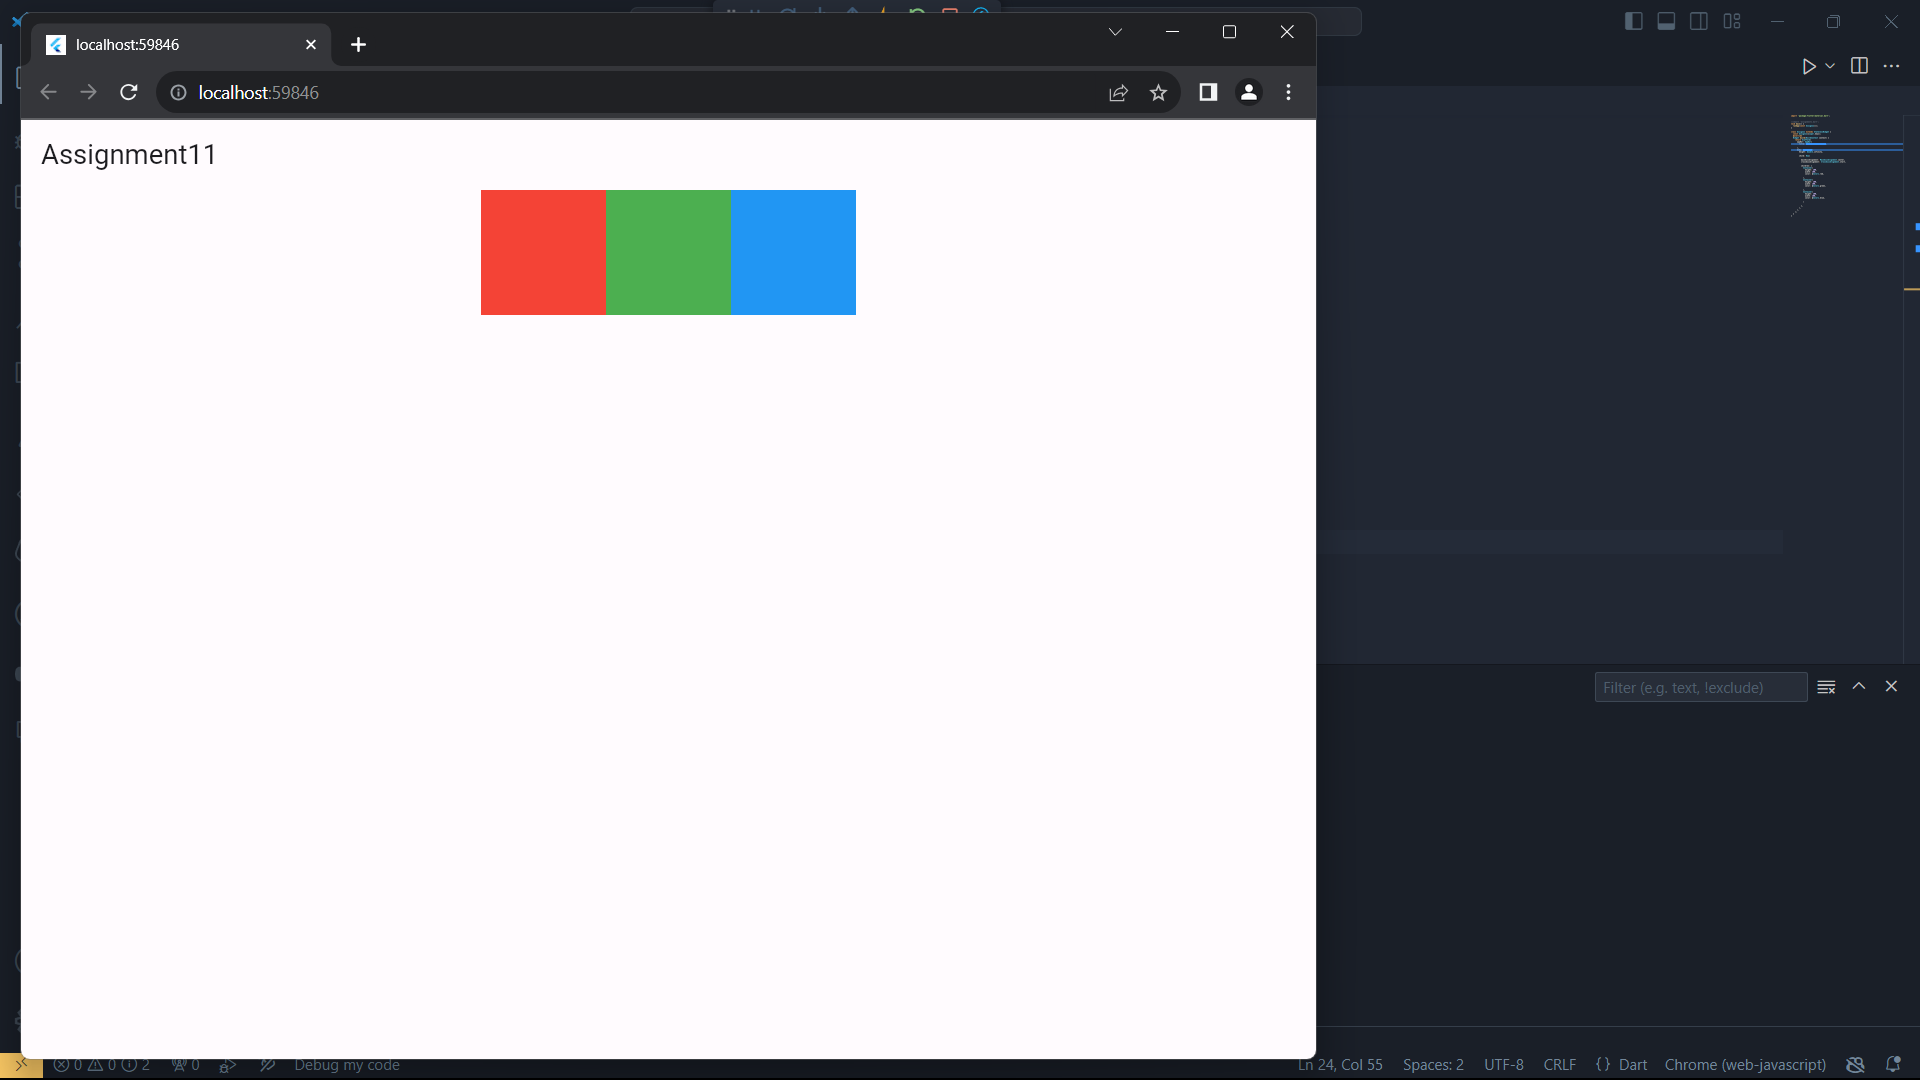 localhost:59846
localhost:59846
Assignment11
Filter (e.g. text, !exclude)
0 0 2 0 Debug my code Ln 24, Col 55 Spaces: 2 UTF-8 CRLF {} Dart Chrome (web-javascript)